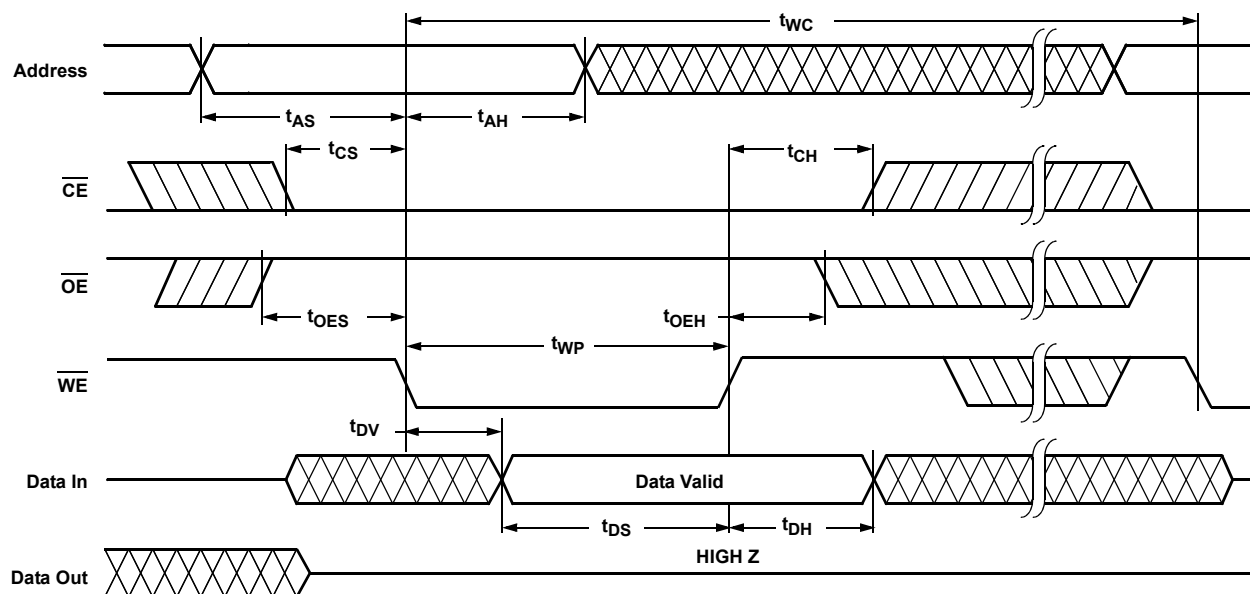 tWC
Address
tAS
tAH
tCS
tCH
CE
OE
tOES
tOEH
tWP
WE
tDV
Data In
Data Valid
tDS
tDH
HIGH Z
Data Out